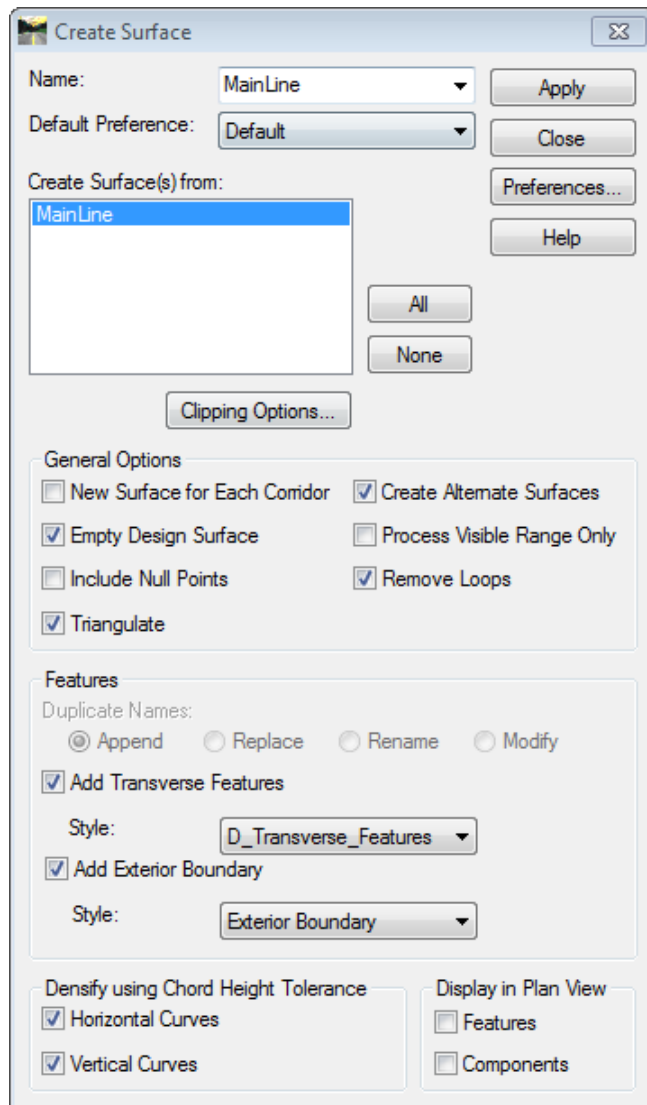 Create Surface
Name:
MainLine
Apply
Default Preference:
Default
Close
Create Surface(s) from:
Preferences...
MainLine
Help
All
None
Clipping Options...
General Options
New Surface for Each Corridor
Create Alternate Surfaces
Empty Design Surface
Process Visible Range Only
Include Null Points
Remove Loops
Triangulate
Features
Duplicate Names:
Append
Replace
Rename
Modify
Add Transverse Features
Style:
D_Transverse_Features
Add Exterior Boundary
Style:
Exterior Boundary
Densify using Chord Height Tolerance
Horizontal Curves
Vertical Curves
Display in Plan View
Features
Components